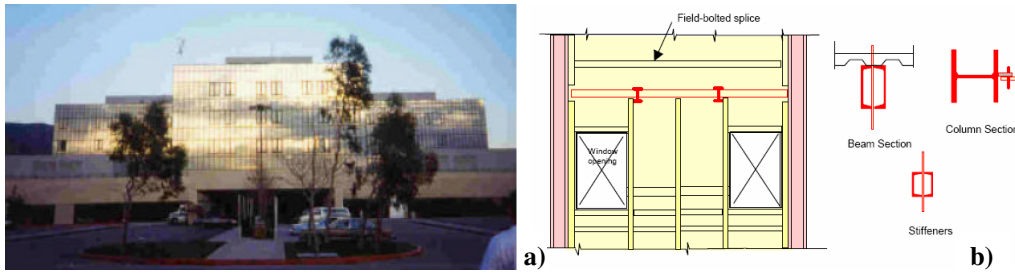 Field-bolted splice
Window
opening
Beam Section
Column Section
Stiffeners
a)
b)